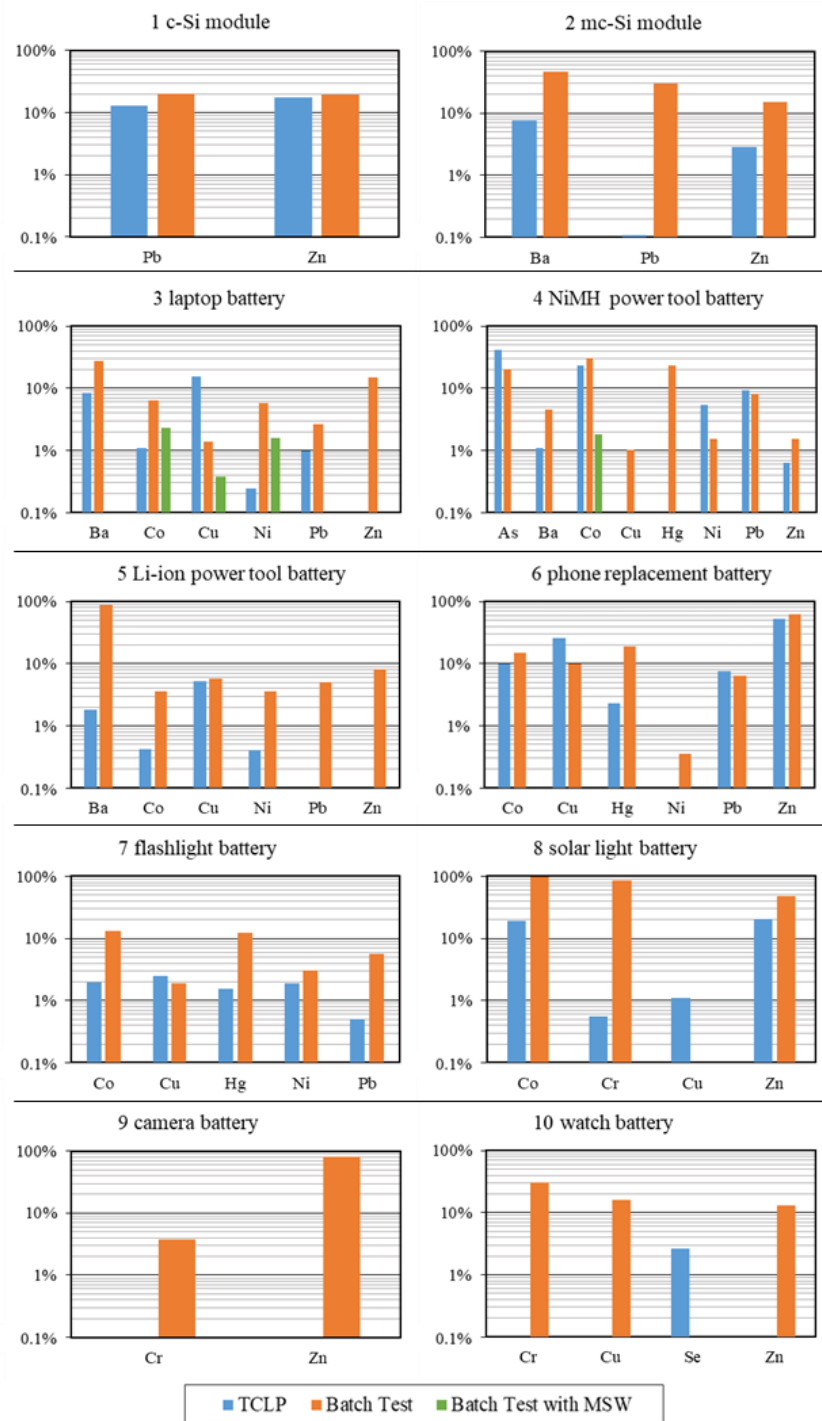 1 c-Si module
100%
10%
1%
0.1%
Pb Zn
2 mc-Si module
100%
10%
1%
0.1%
Ba Pb Zn
3 laptop battery
100%
10%
1%
0.1%
Ba Co Cu Ni Pb Zn
4 NiMH power tool battery
100%
10%
1%
0.1%
As Ba Co Cu Hg Ni Pb Zn
5 Li-ion power tool battery
100%
10%
1%
0.1%
Ba Co Cu Ni Pb Zn
6 phone replacement battery
100%
10%
1%
0.1%
Co Cu Hg Ni Pb Zn
7 flashlight battery
100%
10%
1%
0.1%
Co Cu Hg Ni Pb
8 solar light battery
100%
10%
1%
0.1%
Co Cr Cu Zn
9 camera battery
100%
10%
1%
0.1%
Cr Zn
10 watch battery
100%
10%
1%
0.1%
Cr Cu Se Zn
TCLP Batch Test Batch Test with MSW